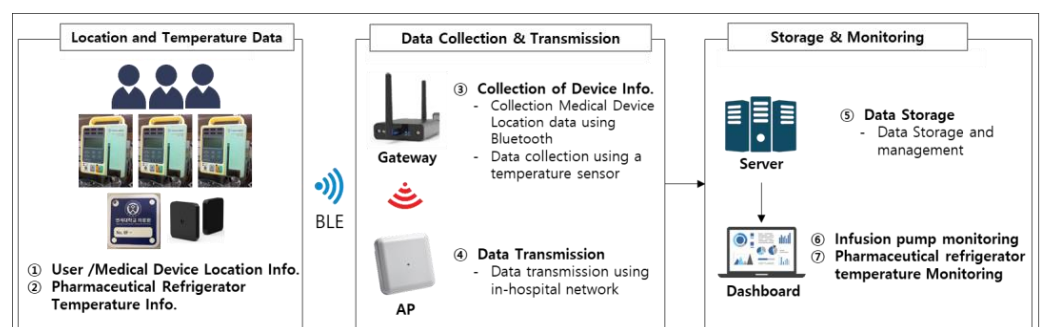 Location and Temperature Data
① User /Medical Device Location Info.
② Pharmaceutical Refrigerator
Temperature Info.
BLE
Data Collection & Transmission
Gateway
③ Collection of Device Info.
- Collection Medical Device
Location data using
Bluetooth
- Data collection using a
temperature sensor
AP
④ Data Transmission
- Data transmission using
in-hospital network
Storage & Monitoring
Server
⑤ Data Storage
- Data Storage and
management
Dashboard
⑥ Infusion pump monitoring
⑦ Pharmaceutical refrigerator
temperature Monitoring